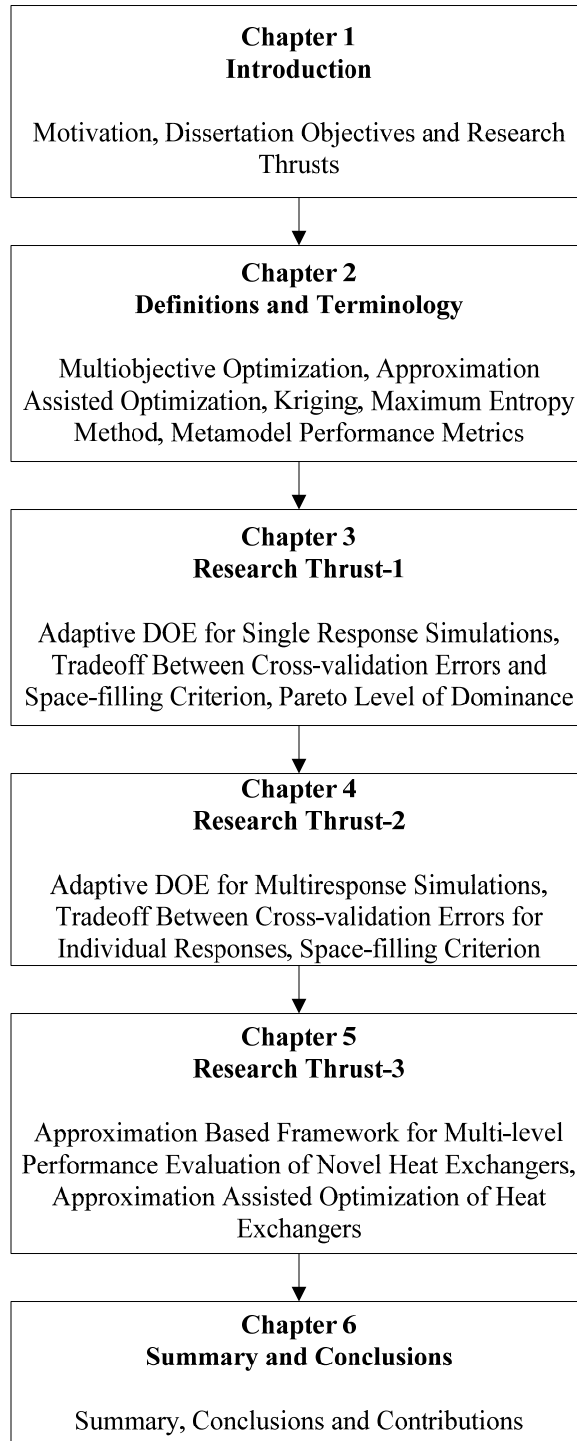 Chapter 1
Introduction
Motivation, Dissertation Objectives and Research
Thrusts
Chapter 2
Definitions and Terminology
Multiobjective Optimization, Approximation
Assisted Optimization, Kriging, Maximum Entropy
Method, Metamodel Performance Metrics
Chapter 3
Research Thrust-1
Adaptive DOE for Single Response Simulations,
Tradeoff Between Cross-validation Errors and
Space-filling Criterion, Pareto Level of Dominance
Chapter 4
Research Thrust-2
Adaptive DOE for Multiresponse Simulations,
Tradeoff Between Cross-validation Errors for
Individual Responses, Space-filling Criterion
Chapter 5
Research Thrust-3
Approximation Based Framework for Multi-level
Performance Evaluation of Novel Heat Exchangers,
Approximation Assisted Optimization of Heat
Exchangers
Chapter 6
Summary and Conclusions
Summary, Conclusions and Contributions